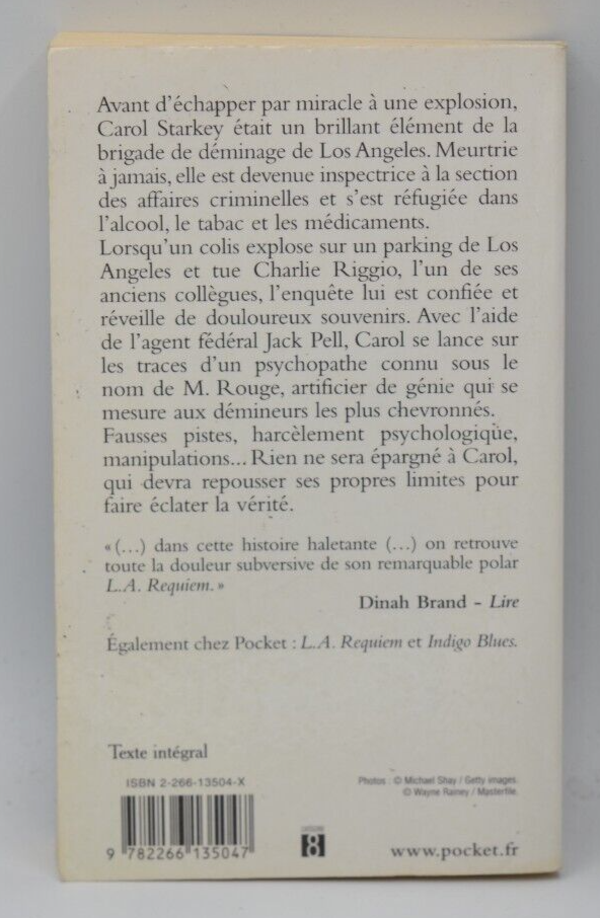 Avant d'échapper par miracle à une explosion,
Carol Starkey était un brillant élément de la
brigade de déminage de Los Angeles. Meurtrie
à jamais, elle est devenue inspectrice à la section
des affaires criminelles et s'est réfugiée dans
l'alcool, le tabac et les médicaments.
Lorsqu'un colis explose sur un parking de Los
Angeles et tue Charlie Riggio, l'un de ses
anciens collègues, l'enquête lui est confiée et
réveille de douloureux souvenirs. Avec l'aide
de l'agent fédéral Jack Pell, Carol se lance sur
les traces d'un psychopathe connu sous le
nom de M. Rouge, artificier de génie qui se
mesure aux démineurs les plus chevronnés.
Fausses pistes, harcèlement psychologique,
manipulations... Rien ne sera épargné à Carol,
qui devra repousser ses propres limites pour
faire éclater la vérité.
« (...) dans cette histoire haletante (...) on retrouve
toute la douleur subversive de son remarquable polar
L.A. Requiem. »
Dinah Brand – Lire
Également chez Pocket : L.A. Requiem et Indigo Blues.
Texte intégral
ISBN 2-266-13504-X
Photos : © Michael Shay / Getty images.
© Wayne Rainey / Masterfile.
9 782266 135047
8
www.pocket.fr